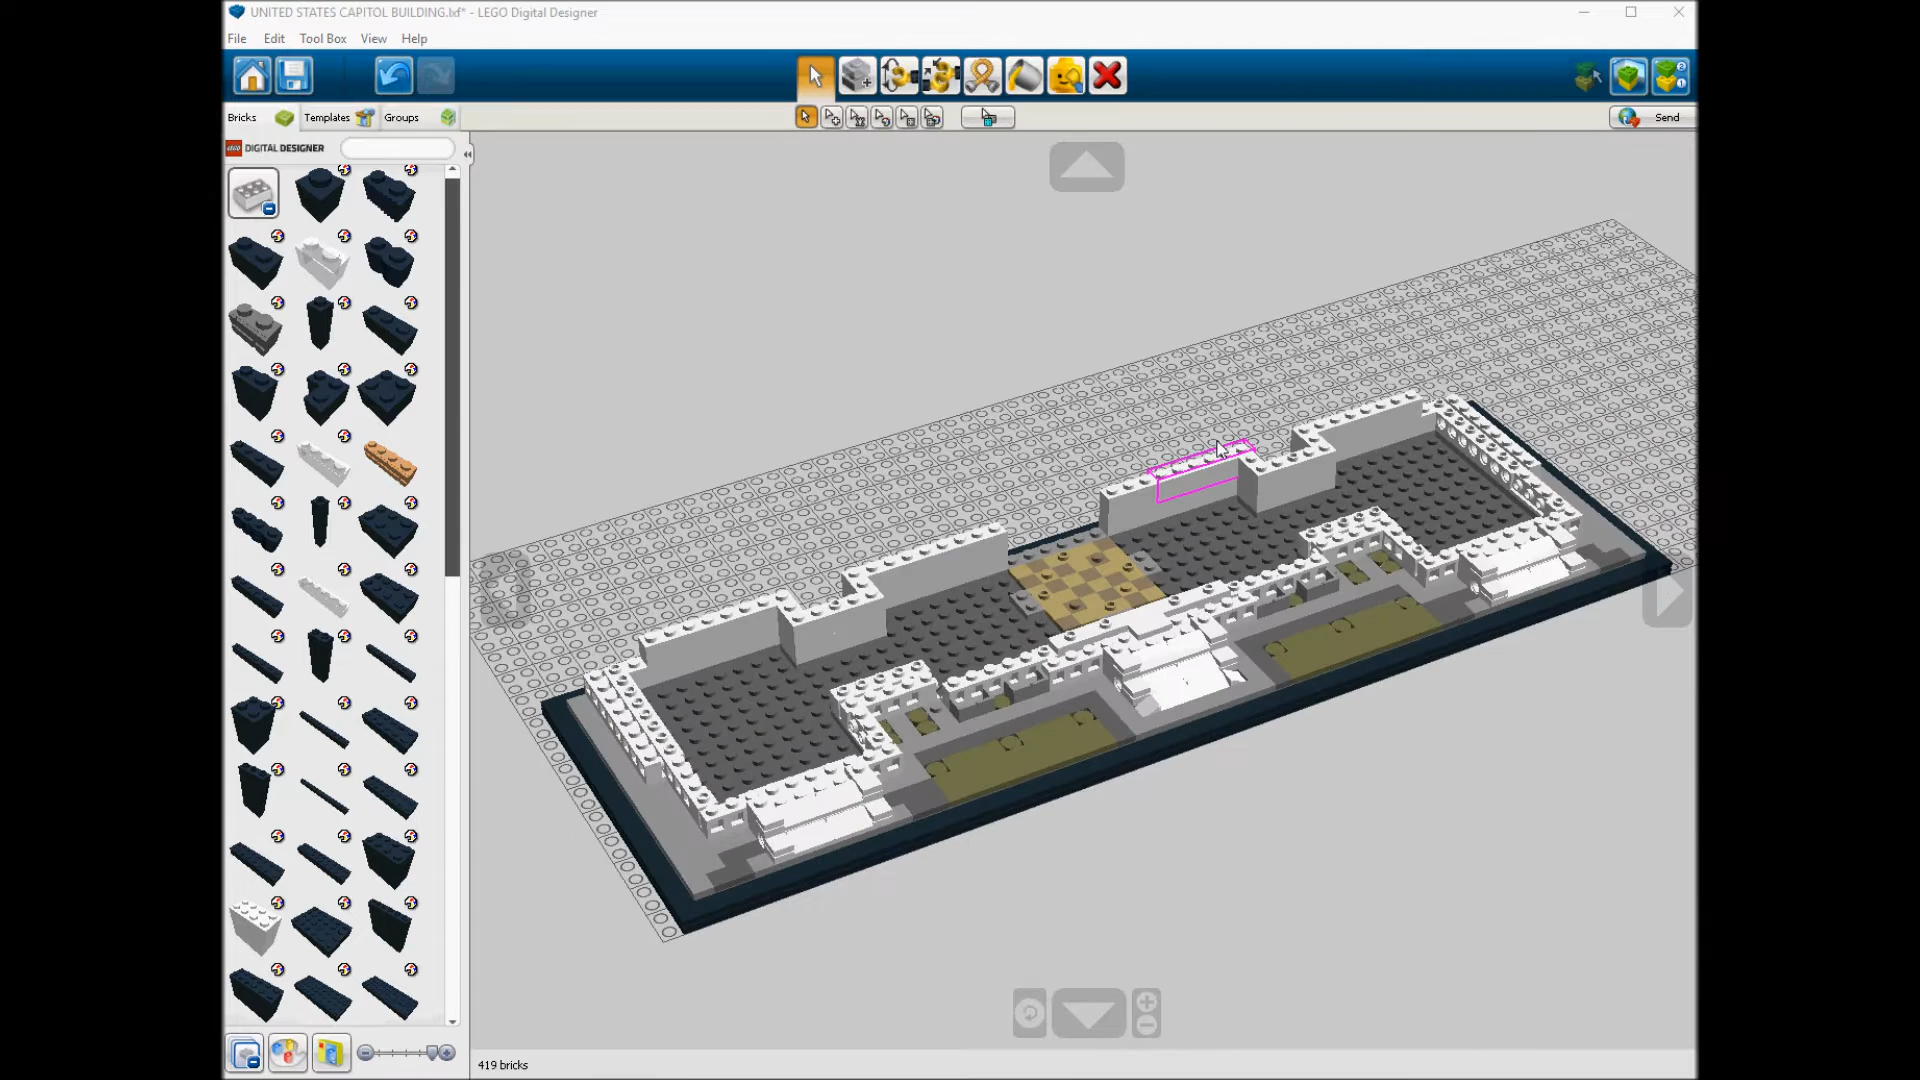 UNITED STATES CAPITOL BUILDING.lxf* - LEGO Digital Designer
File Edit Tool Box View Help
Bricks Templates Groups Send
LEGO DIGITAL DESIGNER
419 bricks